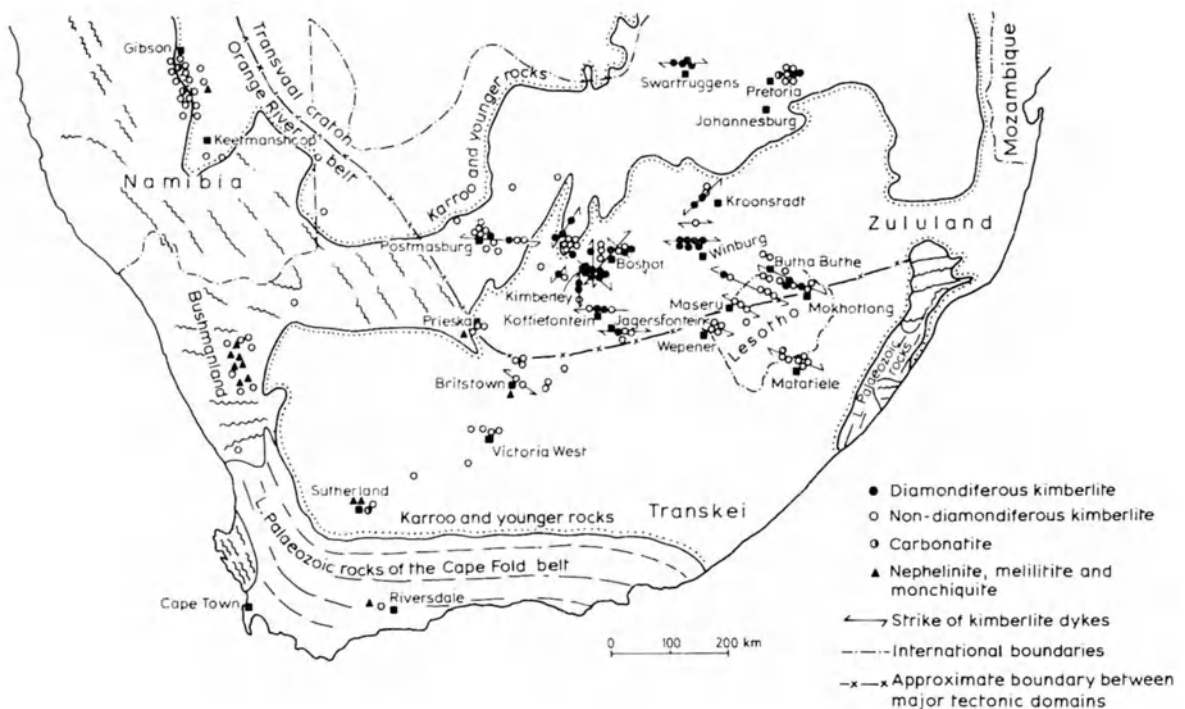 Gibson
Transvaal craton
Orange River belt
Karroo and younger rocks
Swartruggens
Pretoria
Johannesburg
Mozambique
Keetmanshoop
Namibia
Kroonstadt
Zululand
Postmasburg
Boshof
Winburg
Butha Buthe
Kimberley
Maseru
Mokhotlong
Bushmanland
Prieska
Koffiefontein
Jagersfontein
Lesotho
Wepener
Britstown
Matatiele
L. Palaeozoic
rocks
Victoria West
Sutherland
Karroo and younger rocks
Transkei
L. Palaeozoic rocks of the Cape Fold belt
Cape Town
Riversdale
0 100 200 km
Diamondiferous kimberlite
Non-diamondiferous kimberlite
Carbonatite
Nephelinite, melilitite and
monchiquite
Strike of kimberlite dykes
International boundaries
Approximate boundary between
major tectonic domains